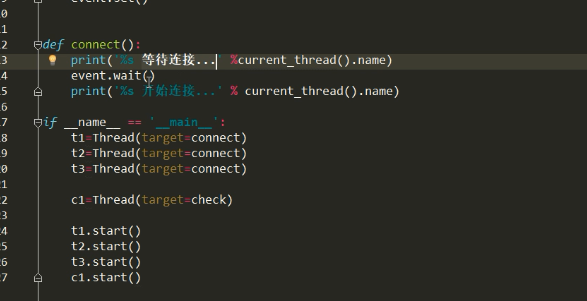 event.set()
2 def connect():
3 print('%s 等待连接...' %current_thread().name)
4 event.wait()
5 print('%s 开始连接...' % current_thread().name)
6
7 if __name__ == '__main__':
8 t1=Thread(target=connect)
9 t2=Thread(target=connect)
0 t3=Thread(target=connect)
1
2 c1=Thread(target=check)
3
4 t1.start()
5 t2.start()
6 t3.start()
7 c1.start()